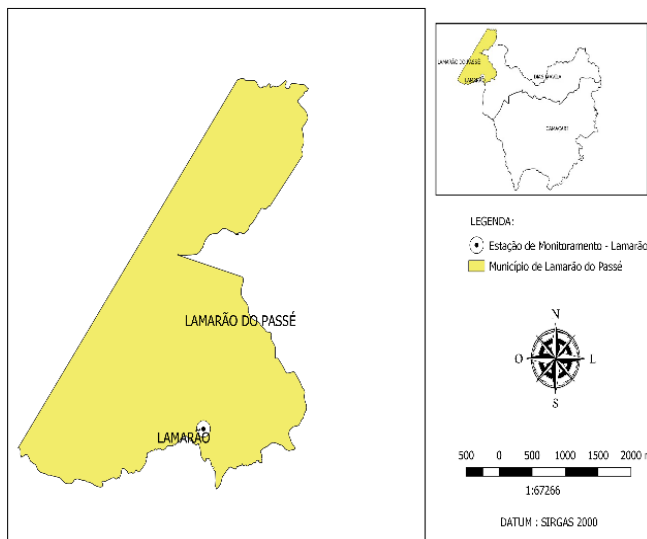 LAMARÃO DO PASSÉ
LAMARÃO
LAMARÃO DO PASSÉ
LAMARÃO
CAMAÇARI
LEGENDA:
Estação de Monitoramento - Lamarão
Município de Lamarão do Passé
N
O
L
S
500 0 500 1000 1500 2000 m
1:67266
DATUM : SIRGAS 2000